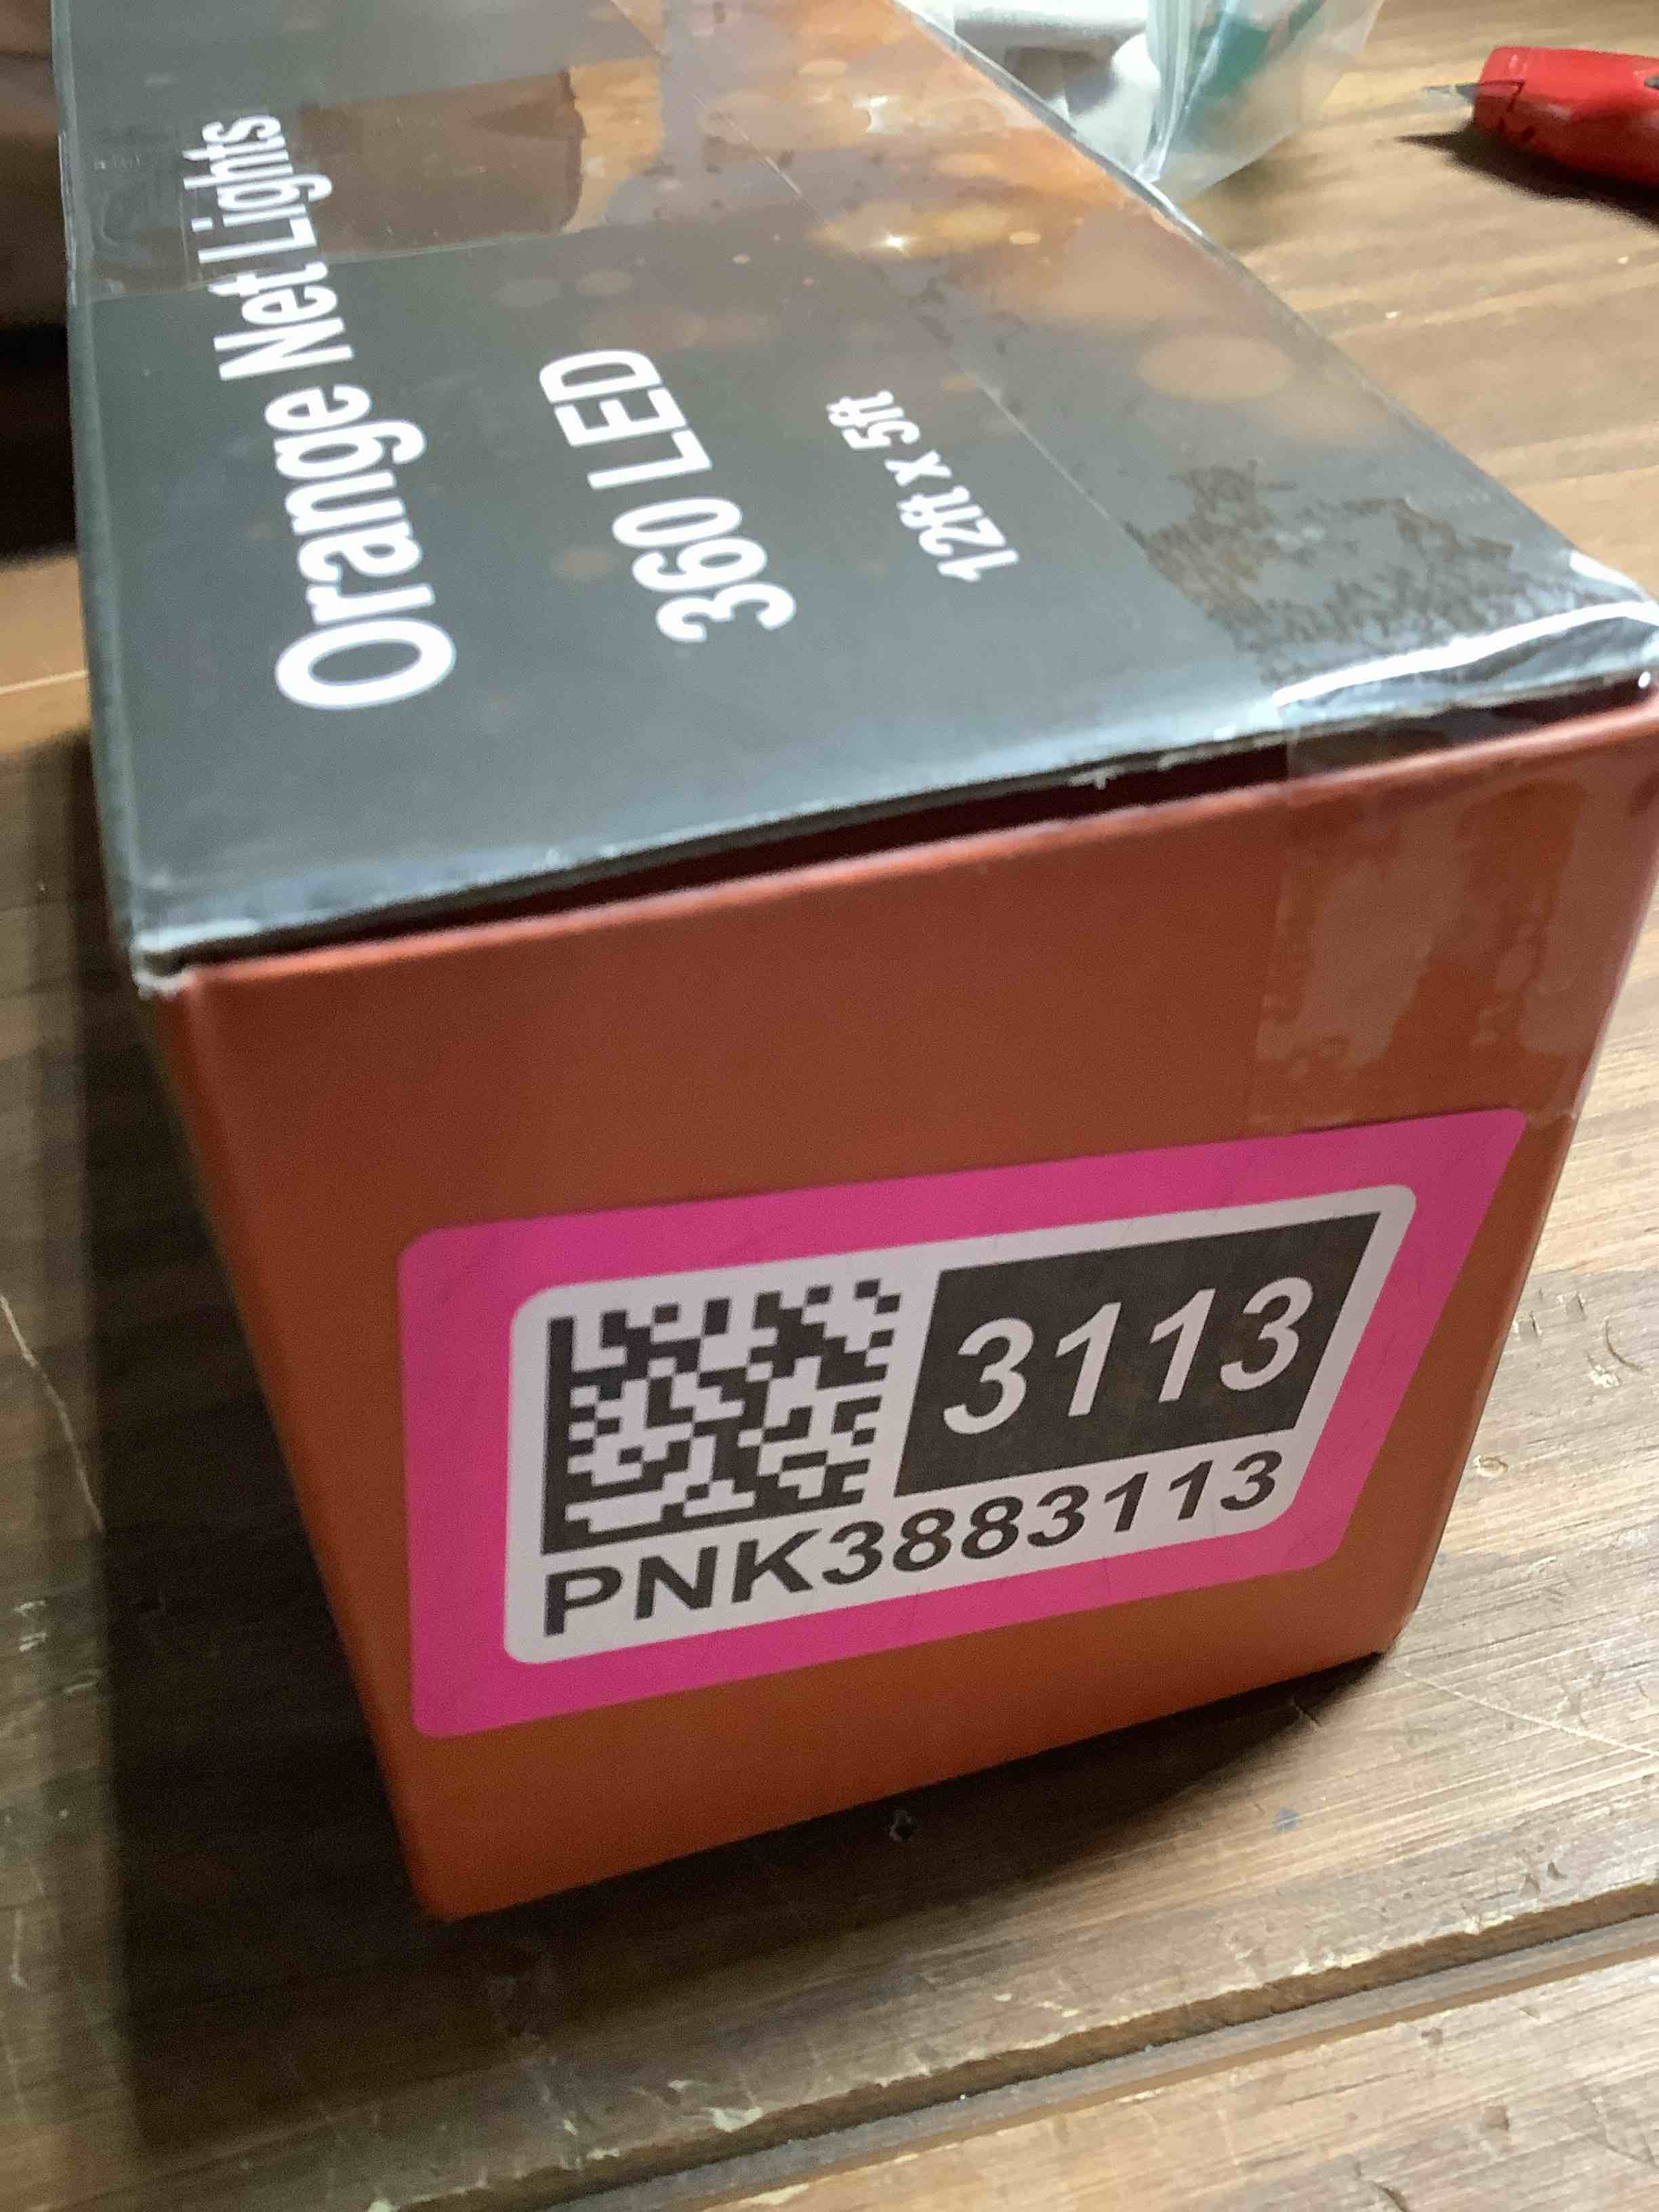 Orange Net Lights
360 LED
12ft x 5ft
3113
PNK3883113